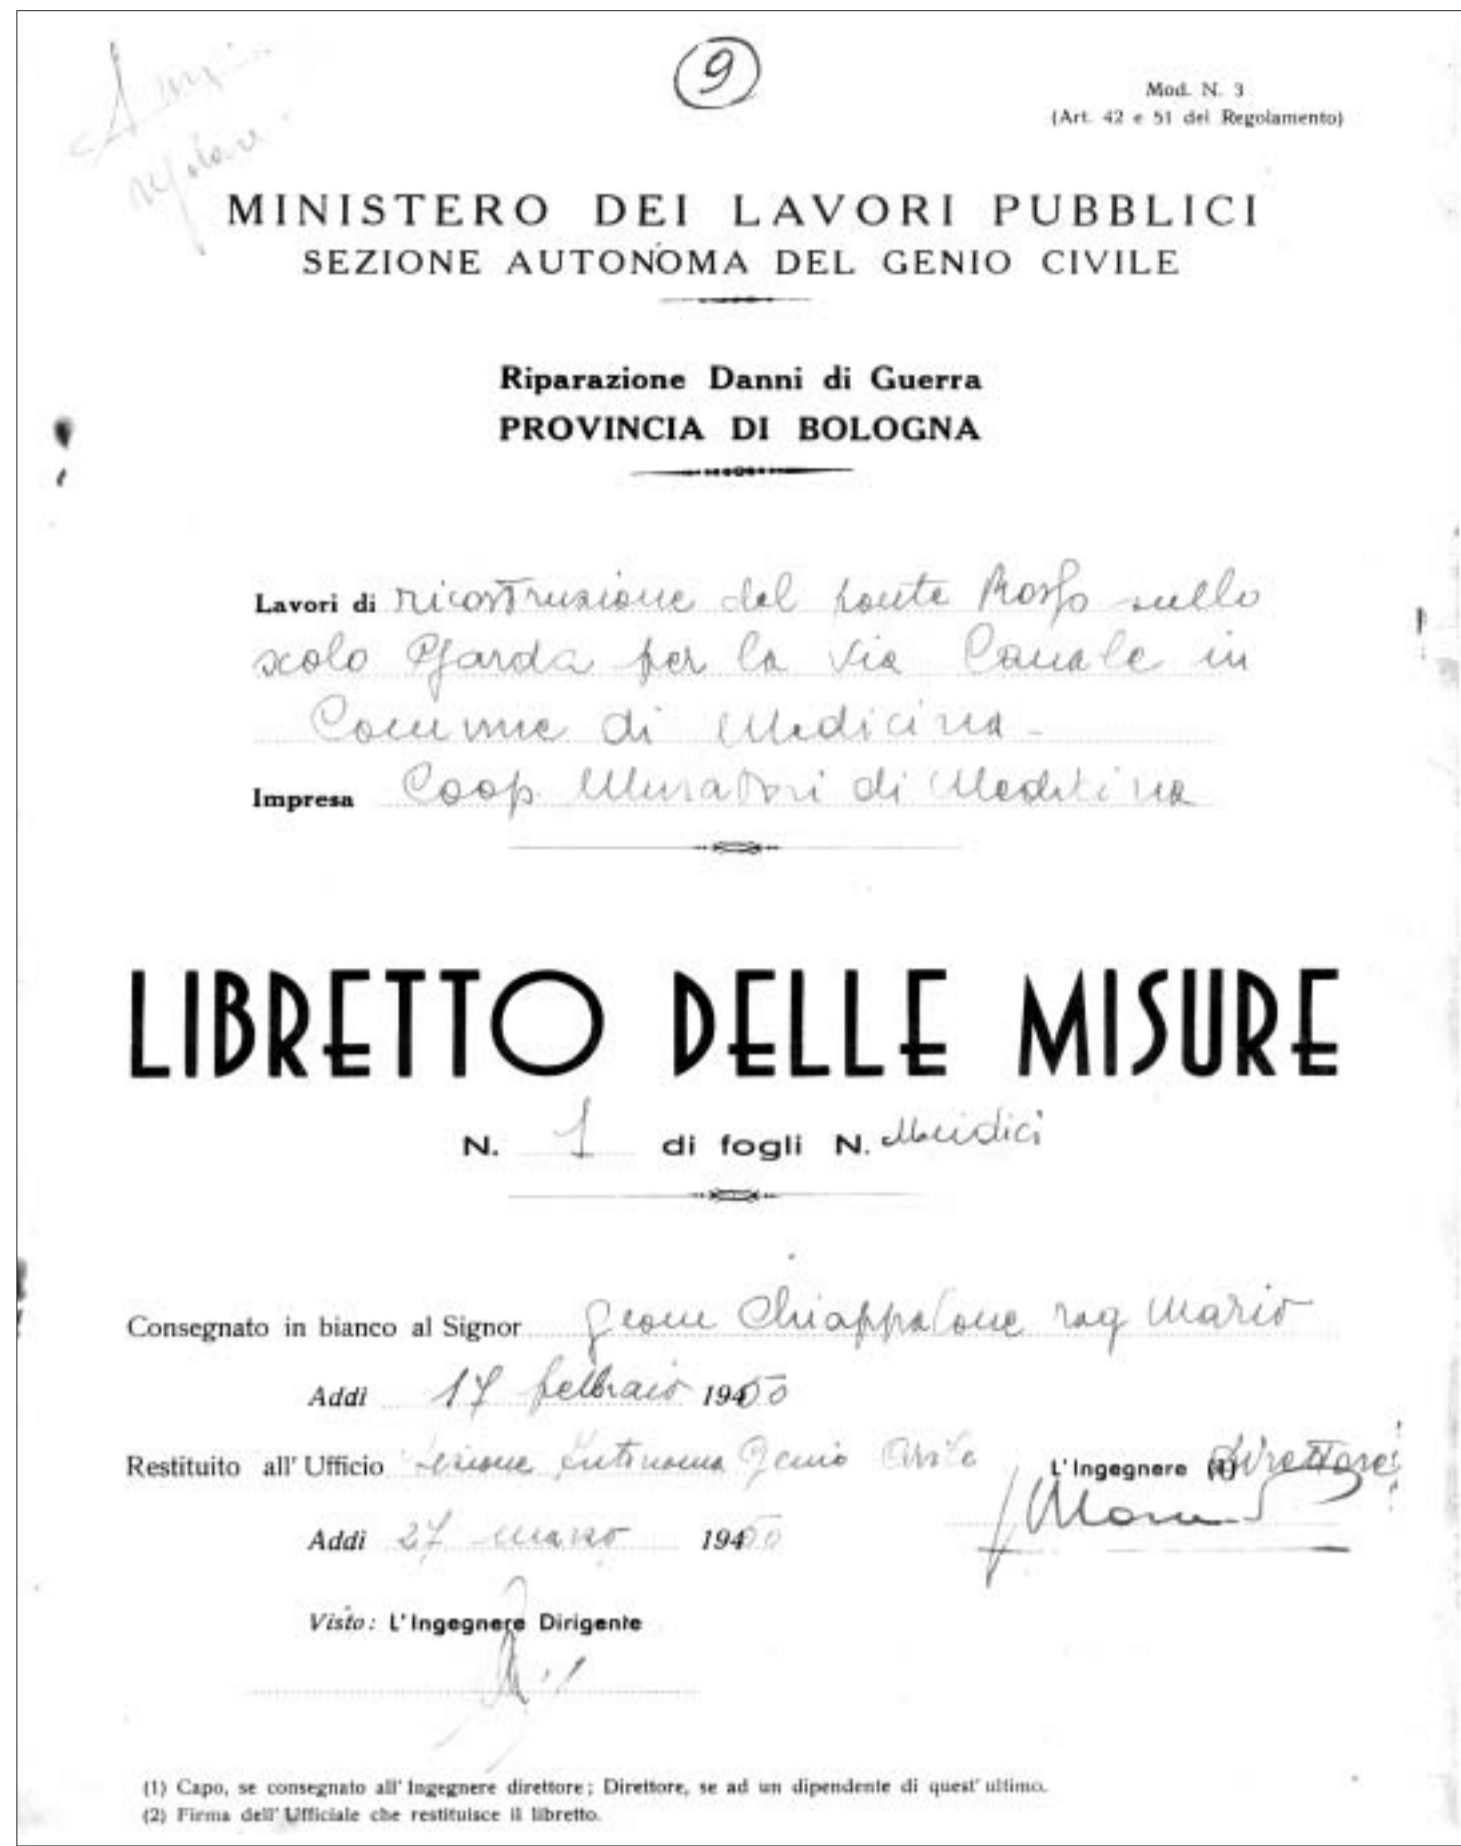 9
Mod. N. 3
(Art. 42 e 51 del Regolamento)
MINISTERO DEI LAVORI PUBBLICI
SEZIONE AUTONOMA DEL GENIO CIVILE
Riparazione Danni di Guerra
PROVINCIA DI BOLOGNA
Lavori di ricostruzione del ponte Rosso sullo
scolo Garda per la via Canale in
Comune di Medicina -
Impresa Coop Muratori di Medicina
LIBRETTO DELLE MISURE
N. 1 di fogli N.
Consegnato in bianco al Signor geom Chiappalone rag Mario
Addì 17 febbraio 1950
Restituito all'Ufficio Sezione Autonoma Genio Civile L'Ingegnere (1) Direttore
Addì 27 marzo 1950
Visto: L'Ingegnere Dirigente
(1) Capo, se consegnato all'Ingegnere direttore; Direttore, se ad un dipendente di quest'ultimo.
(2) Firma dell'Ufficiale che restituisce il libretto.